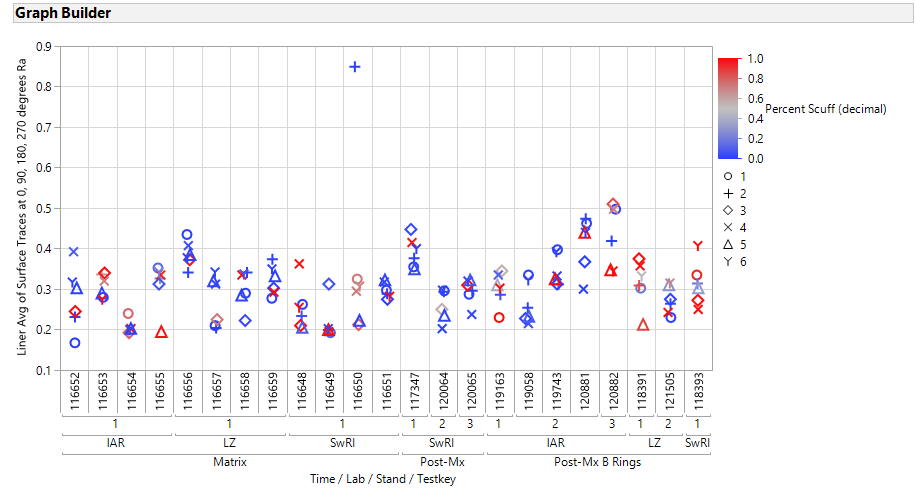 Graph Builder
Liner Avg of Surface Traces at 0, 90, 180, 270 degrees Ra
0.9
0.8
0.7
0.6
0.5
0.4
0.3
0.2
0.1
116652 116653 116654 116655 116656 116657 116658 116659 116648 116649 116650 116651 117347 120064 120065 119163 119058 119743 120881 120882 118391 121505 118393
1 1 1 1 2 3 1 2 3 1 2 1
IAR LZ SwRI SwRI IAR LZ SwRI
Matrix Post-Mx Post-Mx B Rings
Time / Lab / Stand / Testkey
1.0
0.8
0.6
0.4
0.2
0.0
Percent Scuff (decimal)
1
2
3
4
5
6